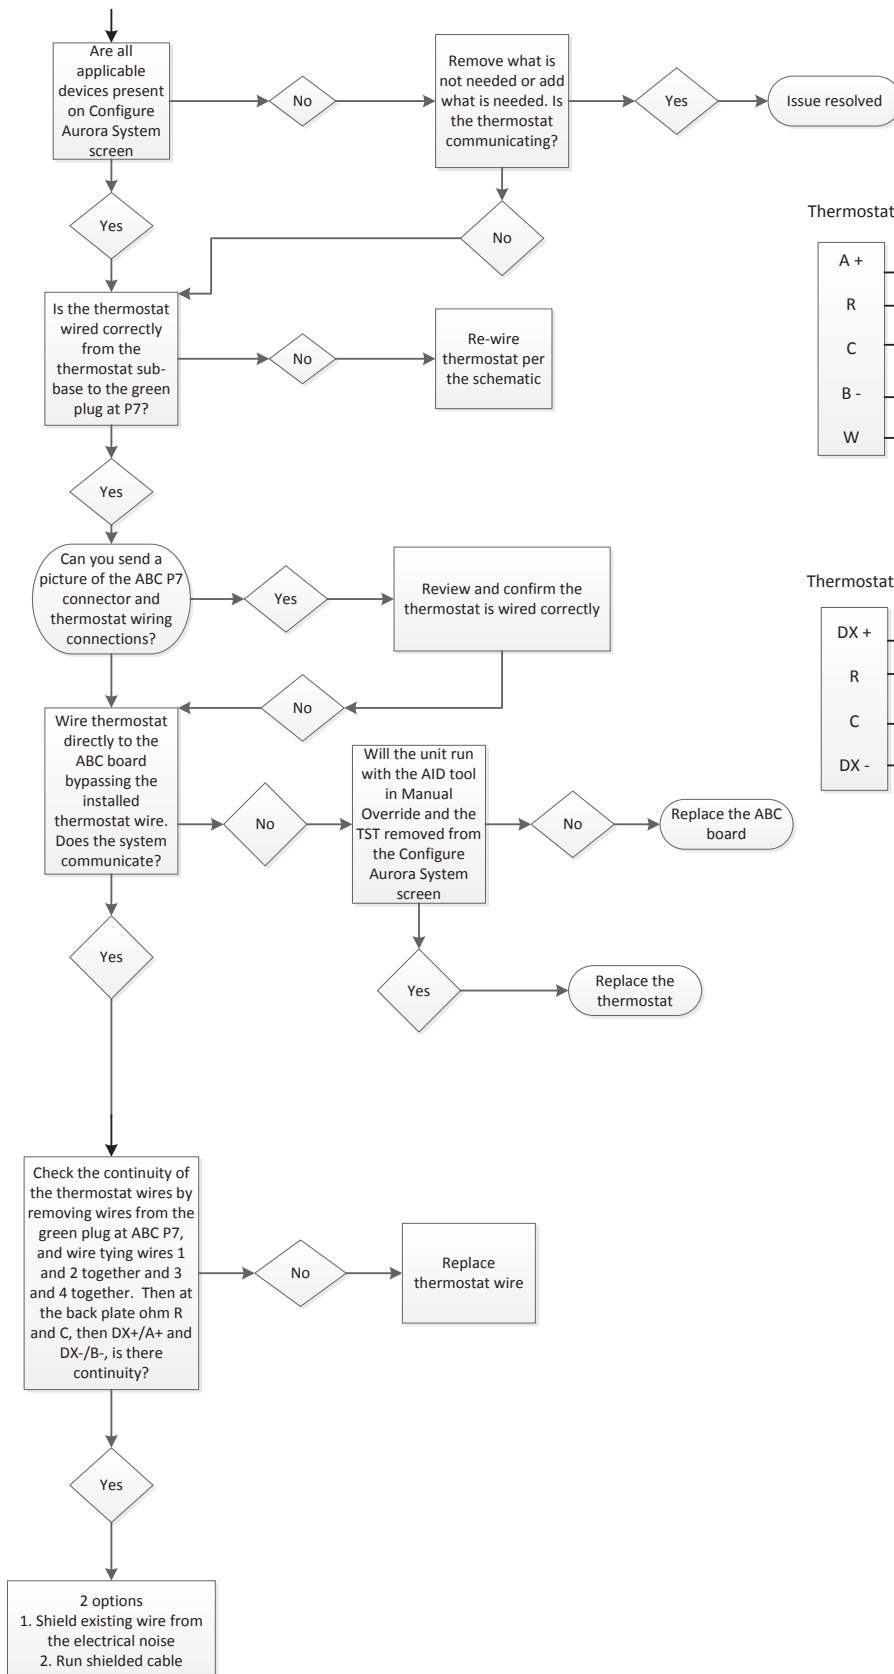 Are all
applicable
devices present
on Configure
Aurora System
screen
No
Remove what is
not needed or add
what is needed. Is
the thermostat
communicating?
Yes
Issue resolved
Yes
No
Is the thermostat
wired correctly
from the
thermostat sub-
base to the green
plug at P7?
No
Re-wire
thermostat per
the schematic
Yes
Can you send a
picture of the ABC P7
connector and
thermostat wiring
connections?
Yes
Review and confirm the
thermostat is wired correctly
No
Wire thermostat
directly to the
ABC board
bypassing the
installed
thermostat wire.
Does the system
communicate?
No
Will the unit run
with the AID tool
in Manual
Override and the
TST removed from
the Configure
Aurora System
screen
No
Replace the ABC
board
Yes
Replace the
thermostat
Yes
Check the continuity of
the thermostat wires by
removing wires from the
green plug at ABC P7,
and wire tying wires 1
and 2 together and 3
and 4 together. Then at
the back plate ohm R
and C, then DX+/A+ and
DX-/B-, is there
continuity?
No
Replace
thermostat wire
Yes
2 options
1. Shield existing wire from
the electrical noise
2. Run shielded cable
Thermostat
A +
R
C
B -
W
Thermostat
DX +
R
C
DX -